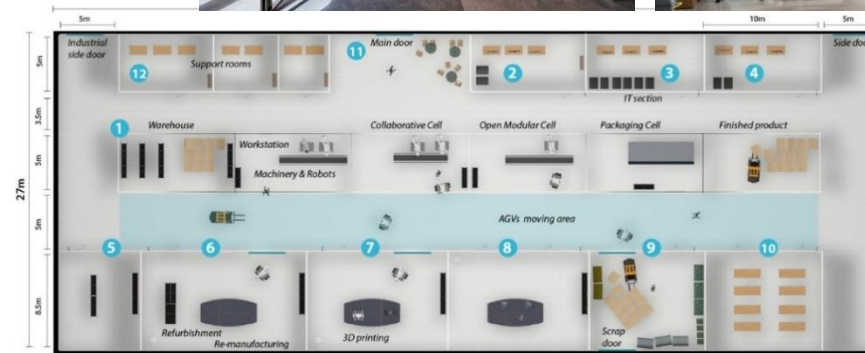 5m
10m
5m
Industrial
side door
Support rooms
12
11
Main door
2
3
4
Side doo
IT section
5m
3.5m
5m
5m
8.5m
27m
1
Warehouse
Collaborative Cell
Open Modular Cell
Packaging Cell
Finished product
Workstation
Machinery & Robots
AGVs moving area
5
6
7
8
9
10
Refurbishment
Re-manufacturing
3D printing
Scrap
door